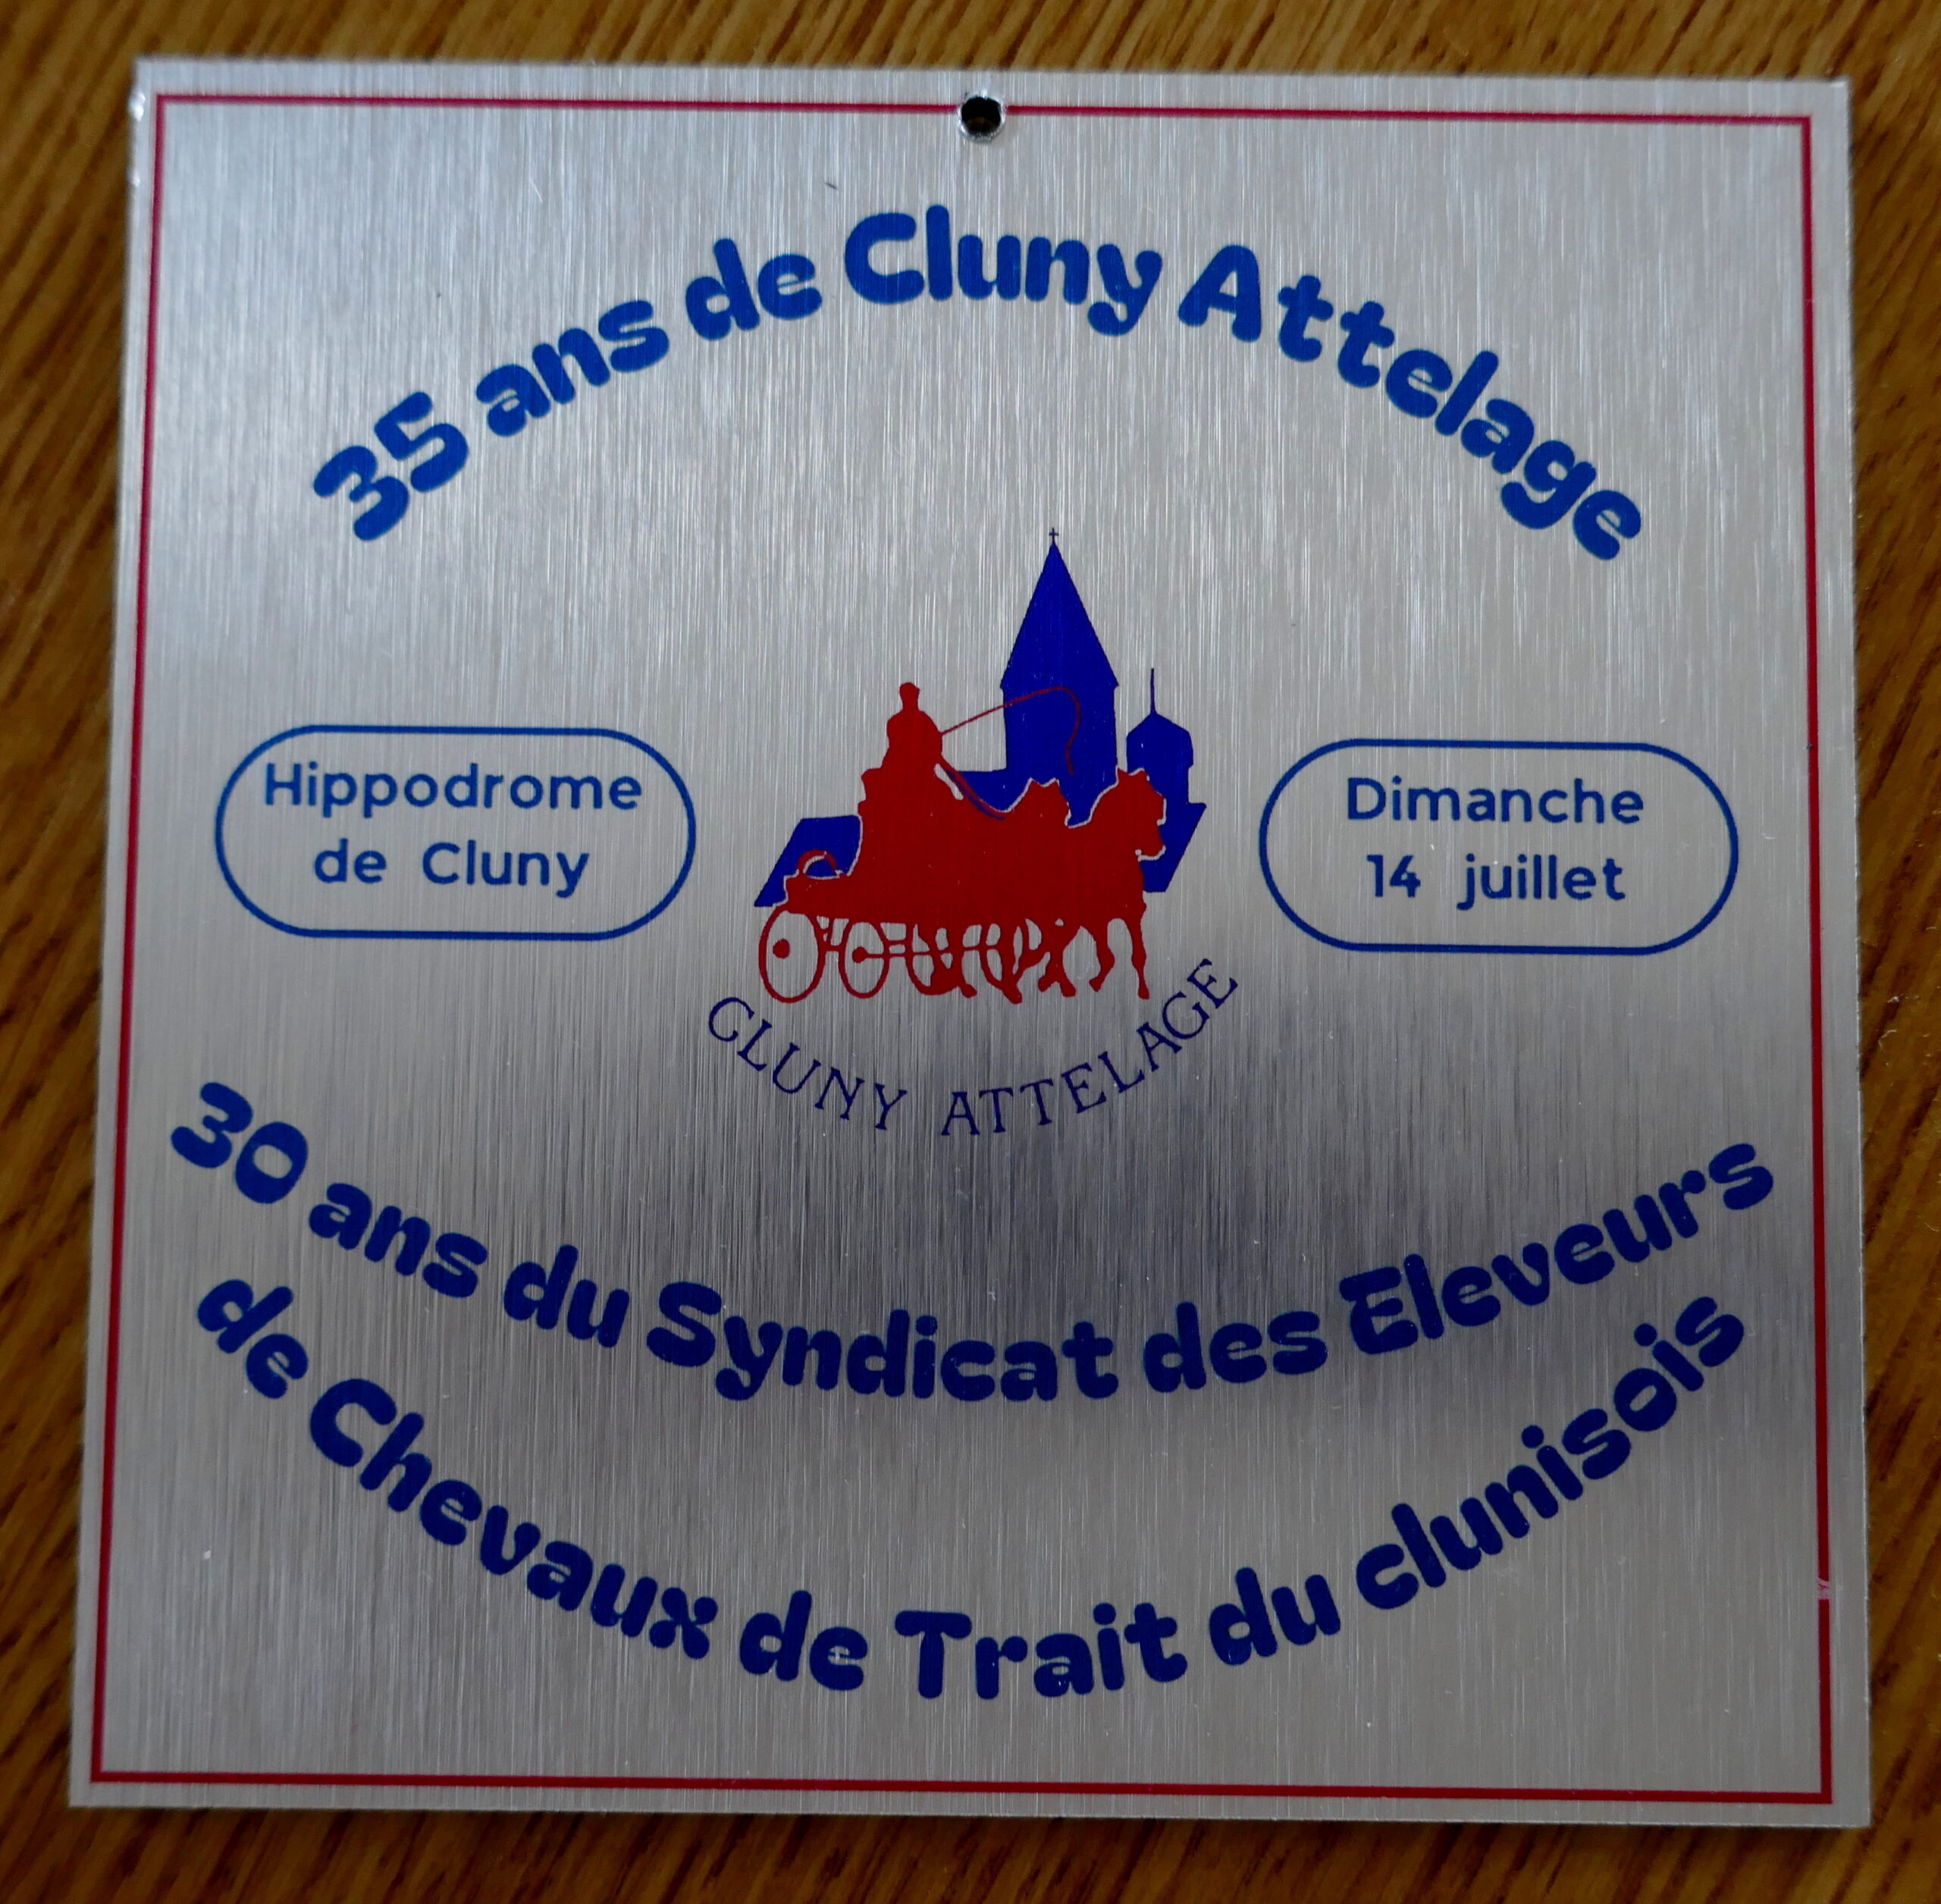 35 ans de Cluny Attelage
Hippodrome
de Cluny
Dimanche
14 juillet
CLUNY ATTELAGE
30 ans du Syndicat des Eleveurs
de Chevaux de Trait du clunisois